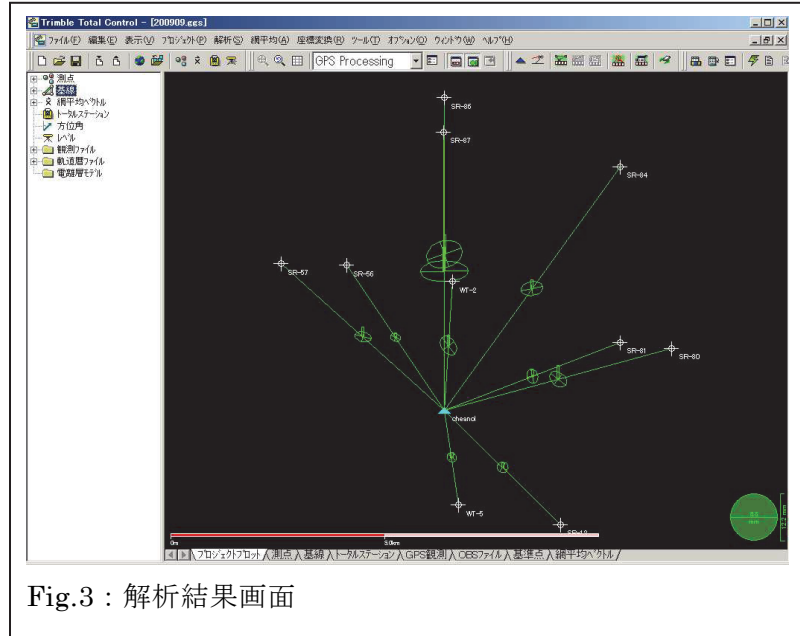 Trimble Total Control - [200909.ggs]
ファイル(F) 編集(E) 表示(V) プロジェクト(P) 解析(S) 網平均(A) 座標変換(R) ツール(T) オプション(O) ウィンドウ(W) ヘルプ(H)
GPS Processing
測点
基線
網平均ベクトル
トータルステーション
方位角
レベル
観測ファイル
軌道暦ファイル
電離層モデル
SR-87
SR-84
SR-57
SR-56
WT-2
SR-81
SR-80
WT-5
0m
プロジェクトプロット 測点 基線 トータルステーション GPS観測 OBSファイル 基準点 網平均ベクトル
Fig.3：解析結果画面